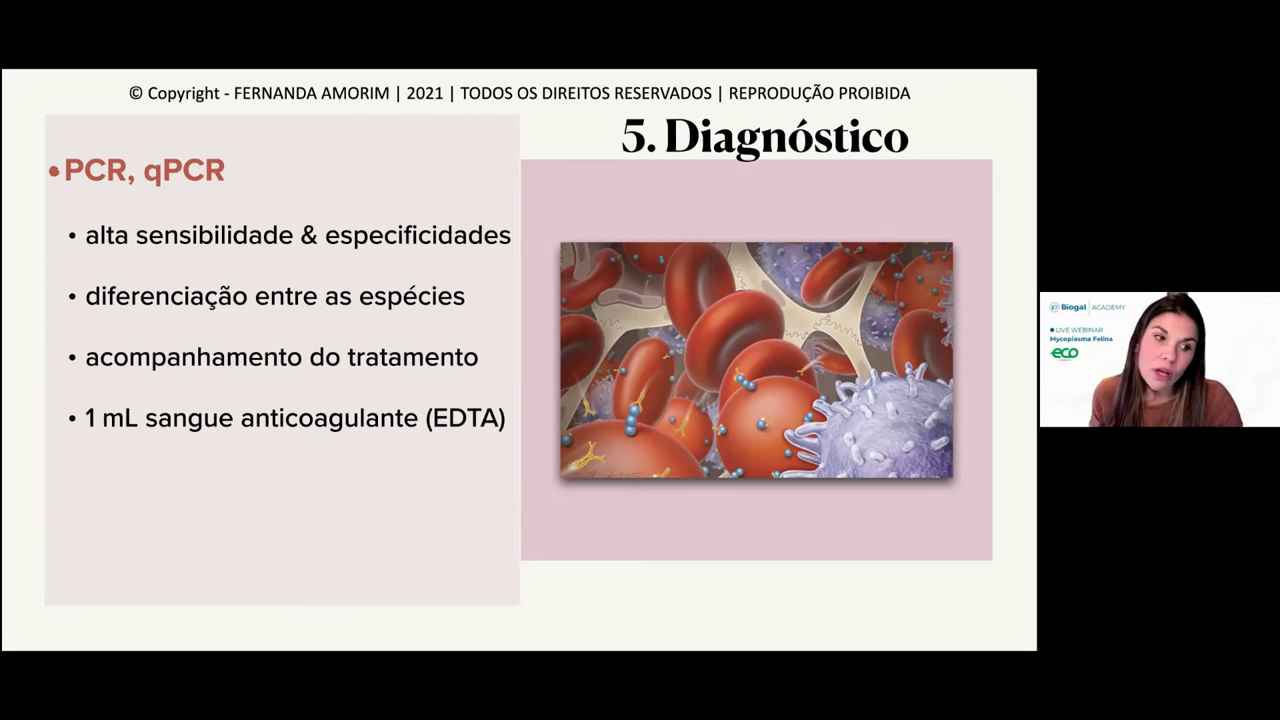 © Copyright - FERNANDA AMORIM | 2021 | TODOS OS DIREITOS RESERVADOS | REPRODUÇÃO PROIBIDA
5. Diagnóstico
• PCR, qPCR
• alta sensibilidade & especificidades
• diferenciação entre as espécies
• acompanhamento do tratamento
• 1 mL sangue anticoagulante (EDTA)
Biogal | ACADEMY
• LIVE WEBINAR
Mycoplasma Felina
eco